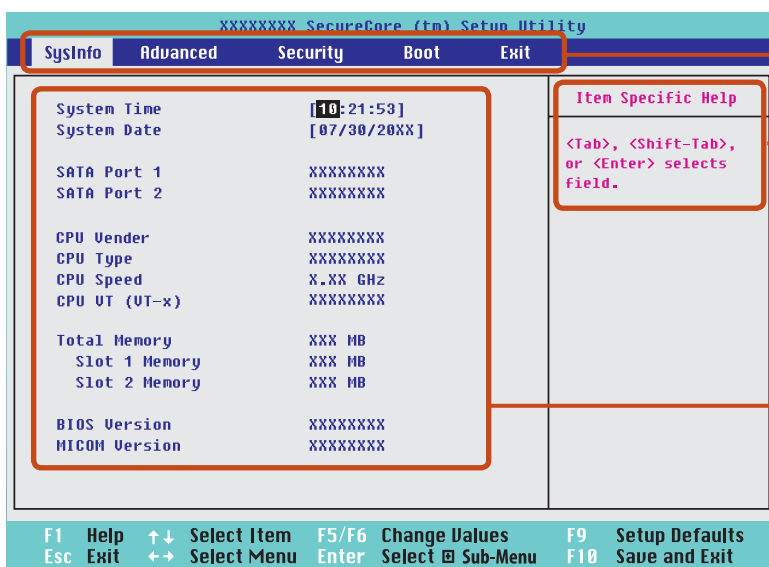 XXXXXXXX SecureCore (tm) Setup Utility
SysInfo Advanced Security Boot Exit
System Time [10:21:53]
System Date [07/30/20XX]
SATA Port 1 XXXXXXXX
SATA Port 2 XXXXXXXX
CPU Vender XXXXXXXX
CPU Type XXXXXXXX
CPU Speed X.XX GHz
CPU VT (VT-x) XXXXXXXX
Total Memory XXX MB
Slot 1 Memory XXX MB
Slot 2 Memory XXX MB
BIOS Version XXXXXXXX
MICOM Version XXXXXXXX
Item Specific Help
<Tab>, <Shift-Tab>,
or <Enter> selects
field.
F1 Help ↑↓ Select Item F5/F6 Change Values F9 Setup Defaults
Esc Exit ←→ Select Menu Enter Select ⊡ Sub-Menu F10 Save and Exit